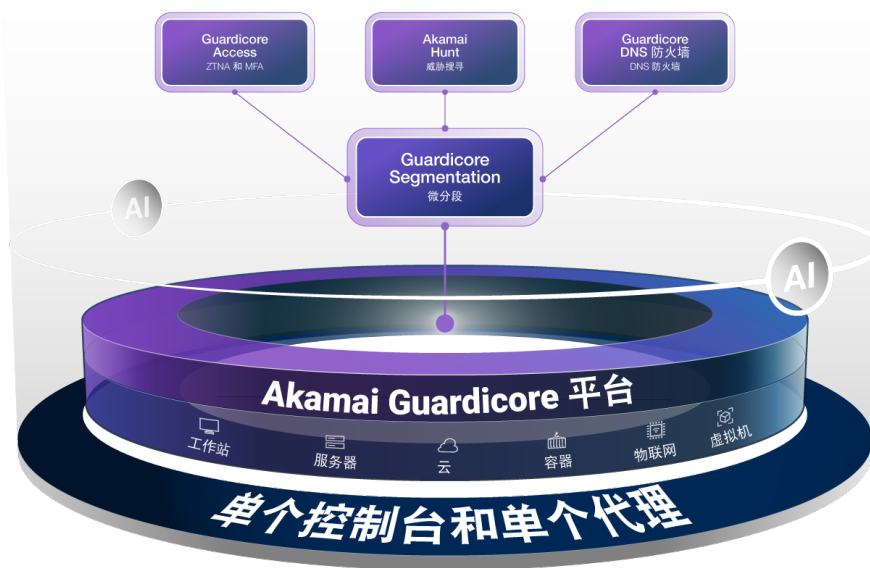 Guardicore
Access
ZTNA 和 MFA
Akamai
Hunt
威胁搜寻
Guardicore
DNS 防火墙
DNS 防火墙
Guardicore
Segmentation
微分段
AI
AI
Akamai Guardicore 平台
工作站
服务器
云
容器
物联网
虚拟机
单个控制台和单个代理